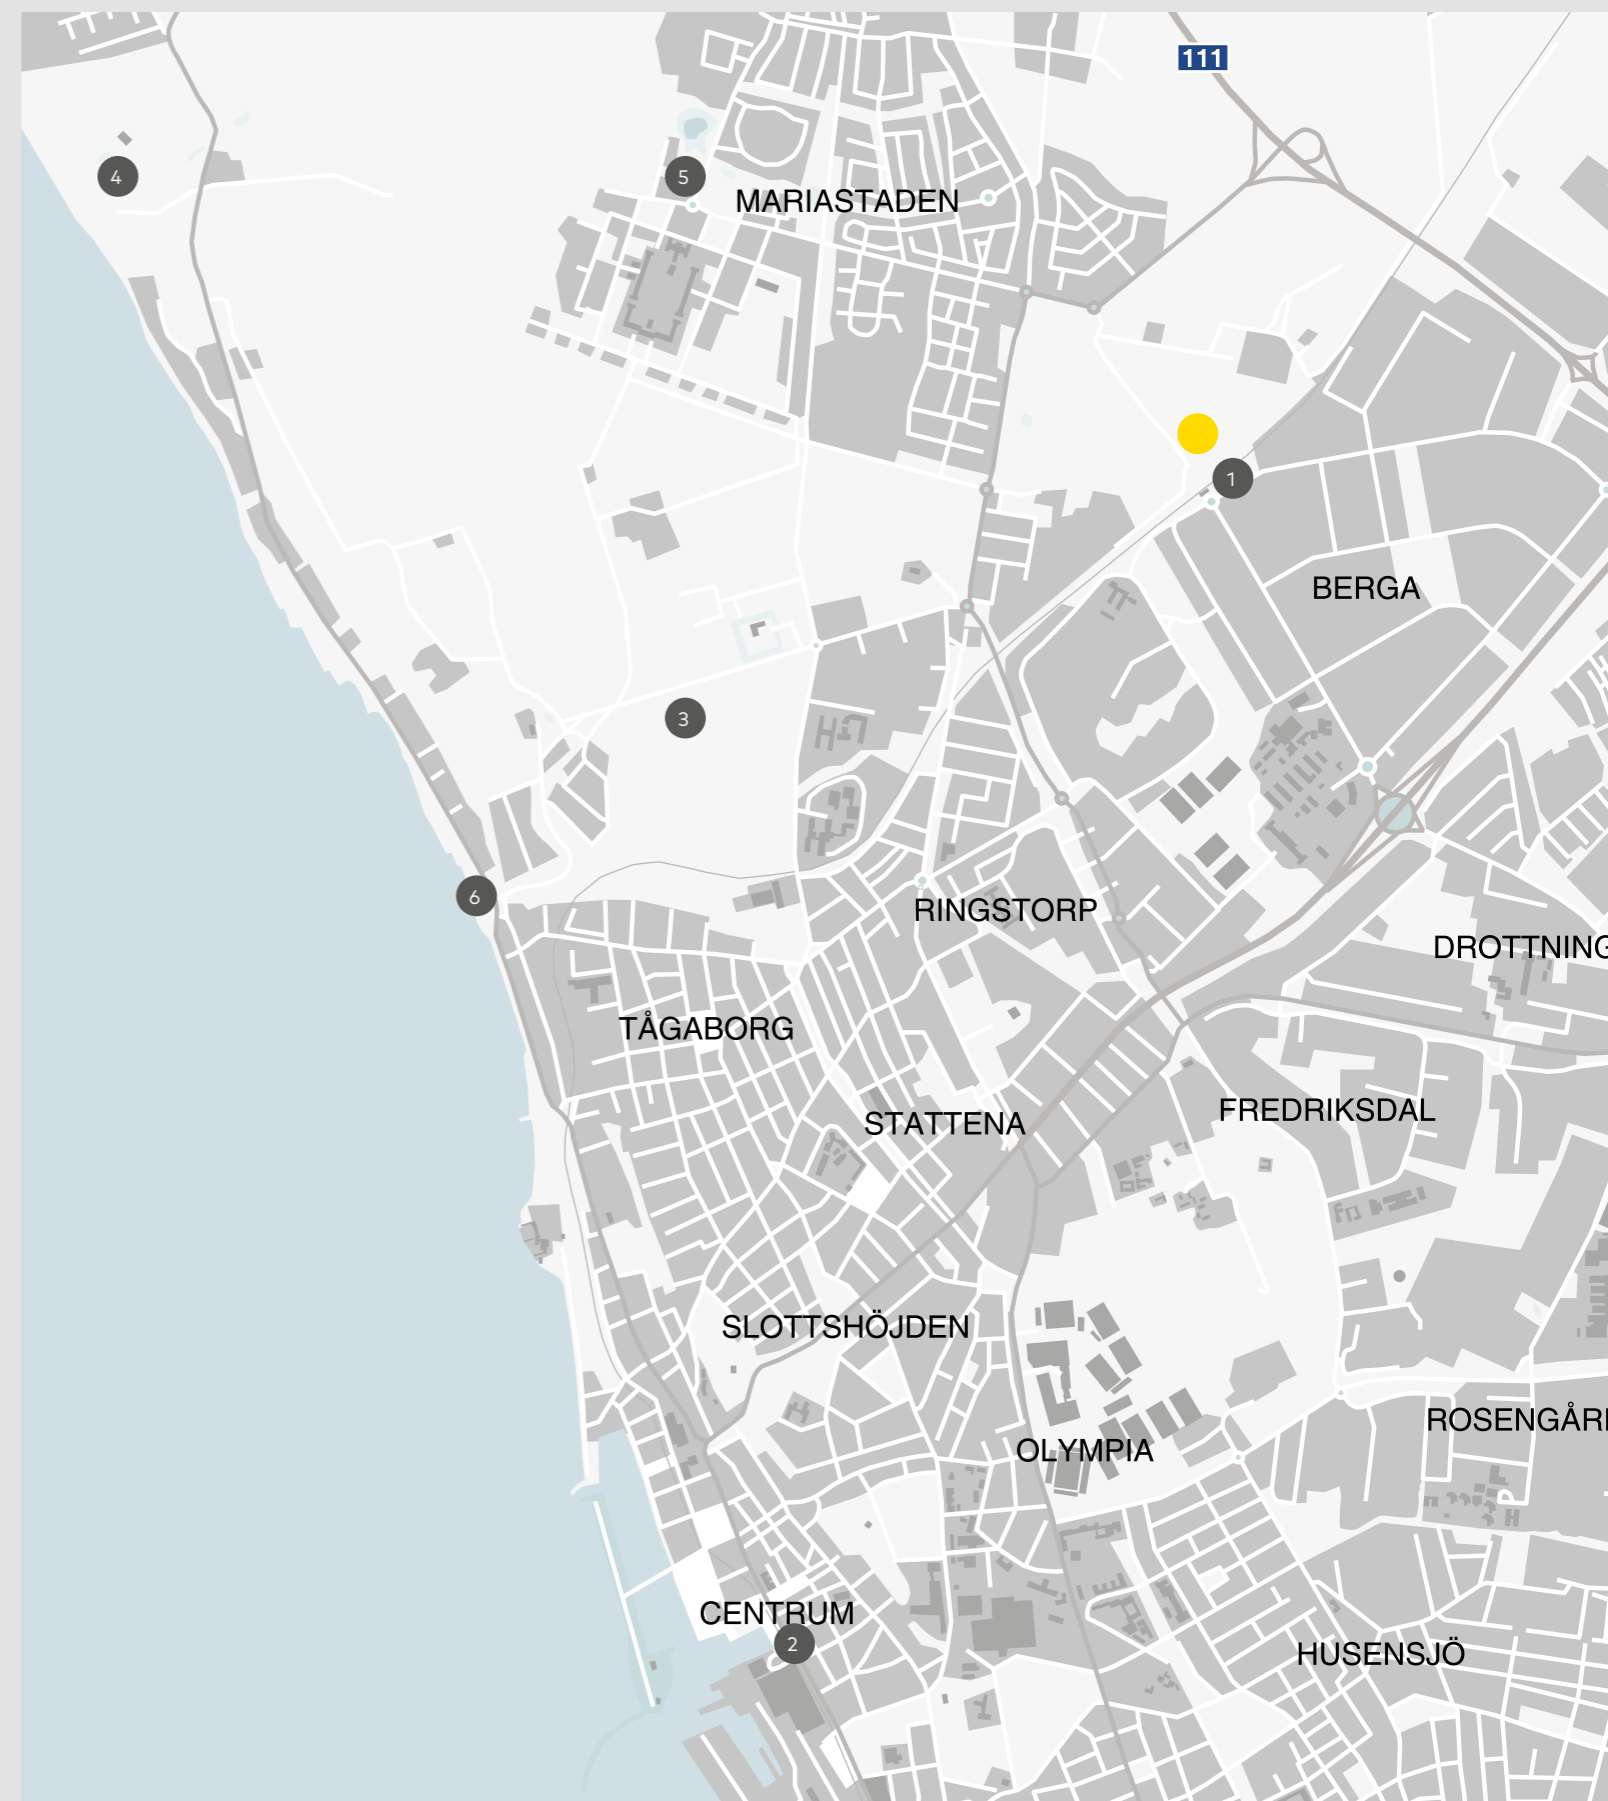 111
4
5
MARIASTADEN
1
BERGA
3
6
RINGSTORP
DROTTNING
TÅGABORG
STATTENA
FREDRIKSDAL
SLOTTSHÖJDEN
ROSENGÅR
OLYMPIA
CENTRUM
2
HUSENSJÖ